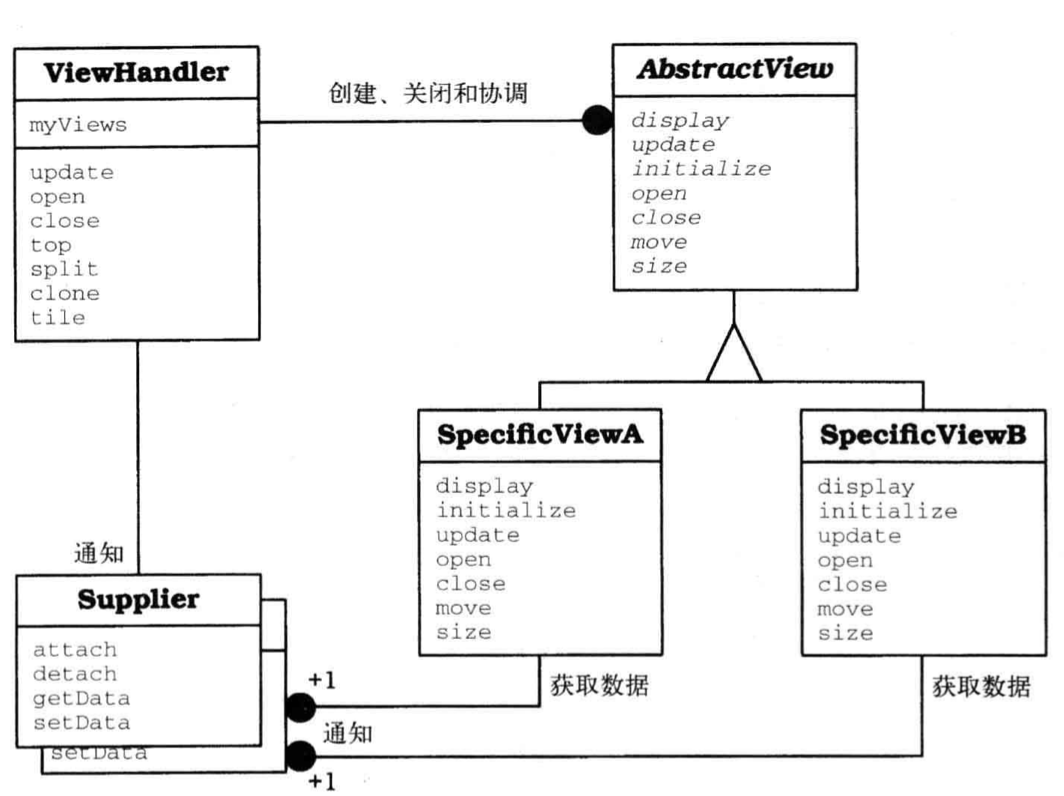 ViewHandler
myViews
update
open
close
top
split
clone
tile
创建、关闭和协调
AbstractView
display
update
initialize
open
close
move
size
SpecificViewA
display
initialize
update
open
close
move
size
SpecificViewB
display
initialize
update
open
close
move
size
通知
Supplier
attach
detach
getData
setData
setData
+1
获取数据
通知
+1
获取数据